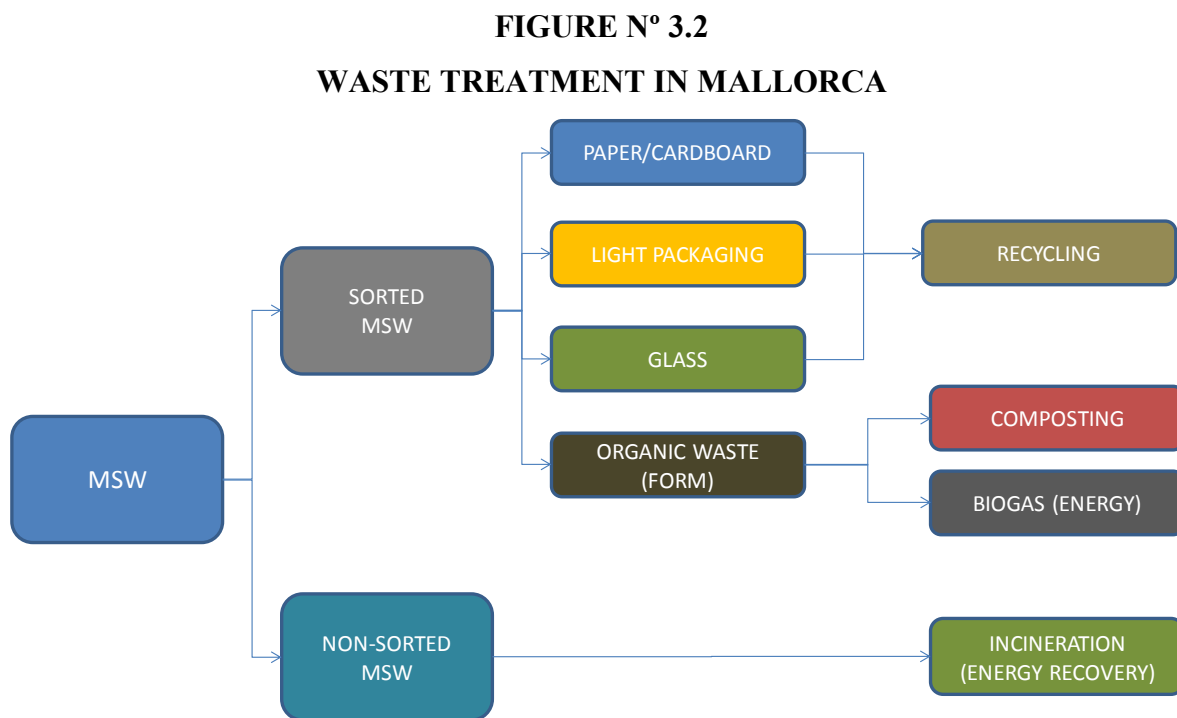 FIGURE Nº 3.2
WASTE TREATMENT IN MALLORCA
PAPER/CARDBOARD
LIGHT PACKAGING
RECYCLING
SORTED
MSW
GLASS
COMPOSTING
ORGANIC WASTE
(FORM)
MSW
BIOGAS (ENERGY)
NON-SORTED
MSW
INCINERATION
(ENERGY RECOVERY)